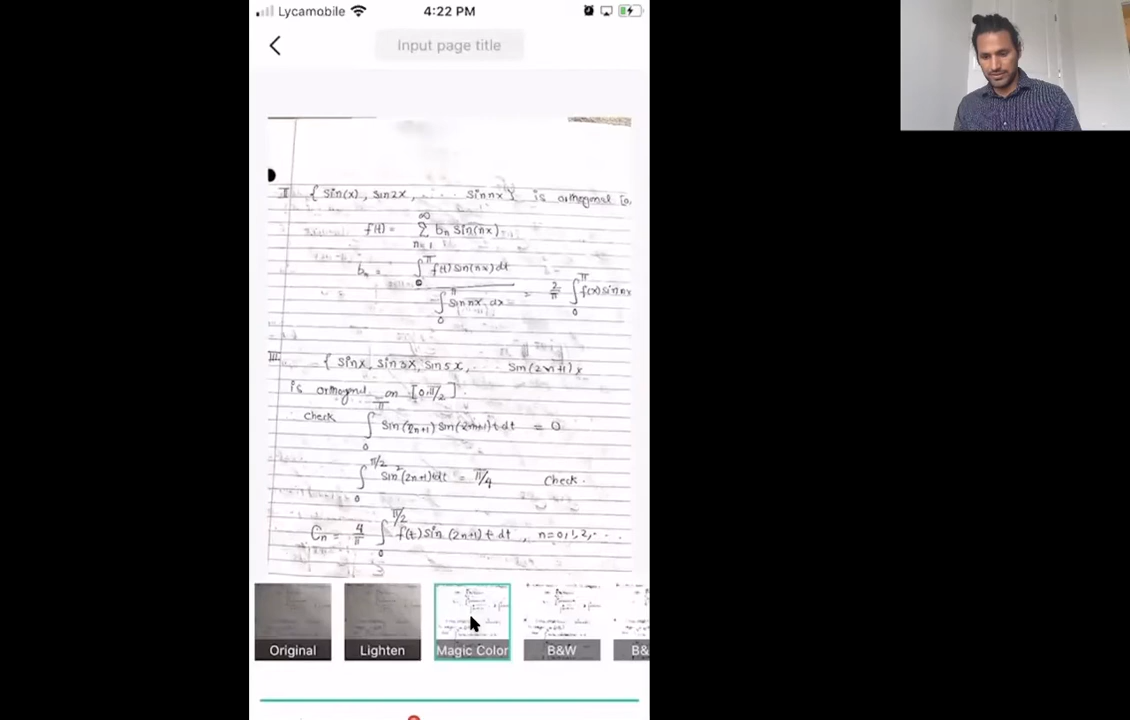 Lycamobile 4:22 PM
Input page title
II { Sin(x), Sin2x, . . . . Sinnx } is orthogonal [0,
f(t) = ∞ Σ n=1 bn Sin(nx)
bn = ∫0^π f(t) sin(nx) dt / ∫0^π Sin nx dx = 2/π ∫0^π f(x) sin nx
III { Sinx, Sin3x, Sin5x, . . . Sin(2n+1)x
is orthogonal on [0, π/2].
Check ∫0^π Sin(2n+1) Sin(2m+1)t dt = 0
∫0^π/2 Sin²(2n+1)t dt = π/4 Check.
Cn = 4/π ∫0^π/2 f(t) Sin (2n+1) t dt , n=0,1,2,. . .
Original Lighten Magic Color B&W B&